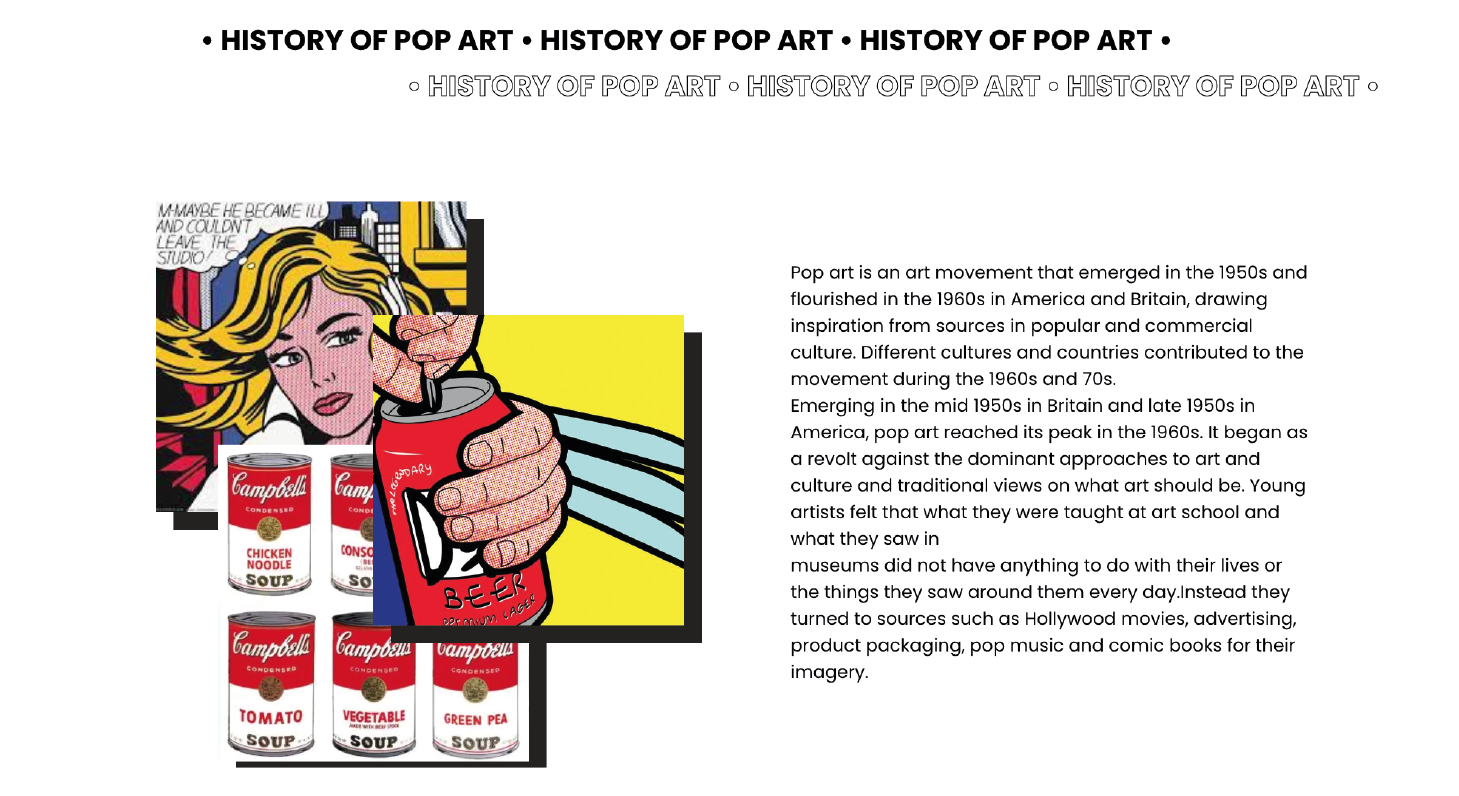 • HISTORY OF POP ART • HISTORY OF POP ART • HISTORY OF POP ART •
• HISTORY OF POP ART • HISTORY OF POP ART • HISTORY OF POP ART •
M-MAYBE HE BECAME ILL
AND COULDN'T
LEAVE THE
STUDIO!
Pop art is an art movement that emerged in the 1950s and
flourished in the 1960s in America and Britain, drawing
inspiration from sources in popular and commercial
culture. Different cultures and countries contributed to the
movement during the 1960s and 70s.
Emerging in the mid 1950s in Britain and late 1950s in
America, pop art reached its peak in the 1960s. It began as
a revolt against the dominant approaches to art and
culture and traditional views on what art should be. Young
artists felt that what they were taught at art school and
what they saw in
museums did not have anything to do with their lives or
the things they saw around them every day.Instead they
turned to sources such as Hollywood movies, advertising,
product packaging, pop music and comic books for their
imagery.
BEER
PREMIUM LAGER
Campbell's
CONDENSED
CHICKEN
NOODLE
SOUP
Campbell's
CONDENSED
TOMATO
SOUP
Campbell's
CONDENSED
VEGETABLE
MADE WITH BEEF STOCK
SOUP
Campbell's
CONDENSED
GREEN PEA
SOUP